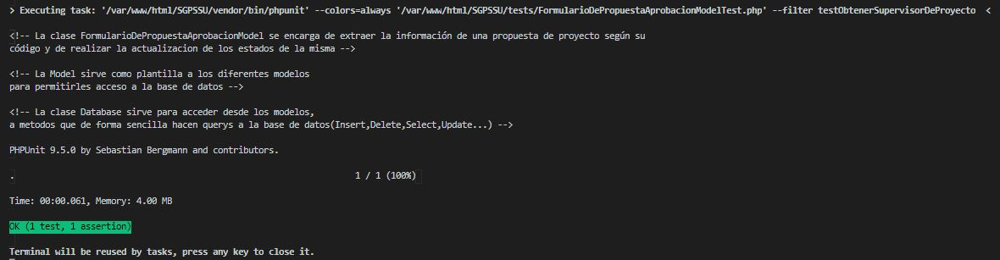 > Executing task: '/var/www/html/SGPSSU/vendor/bin/phpunit' --colors=always '/var/www/html/SGPSSU/tests/FormularioDePropuestaAprobacionModelTest.php' --filter testObtenerSupervisorDeProyecto <
<!-- La clase FormularioDePropuestaAprobacionModel se encarga de extraer la información de una propuesta de proyecto según su
código y de realizar la actualizacion de los estados de la misma -->
<!-- La Model sirve como plantilla a los diferentes modelos
para permitirles acceso a la base de datos -->
<!-- La clase Database sirve para acceder desde los modelos,
a metodos que de forma sencilla hacen querys a la base de datos(Insert,Delete,Select,Update...) -->
PHPUnit 9.5.0 by Sebastian Bergmann and contributors.
. 1 / 1 (100%)
Time: 00:00.061, Memory: 4.00 MB
OK (1 test, 1 assertion)
Terminal will be reused by tasks, press any key to close it.